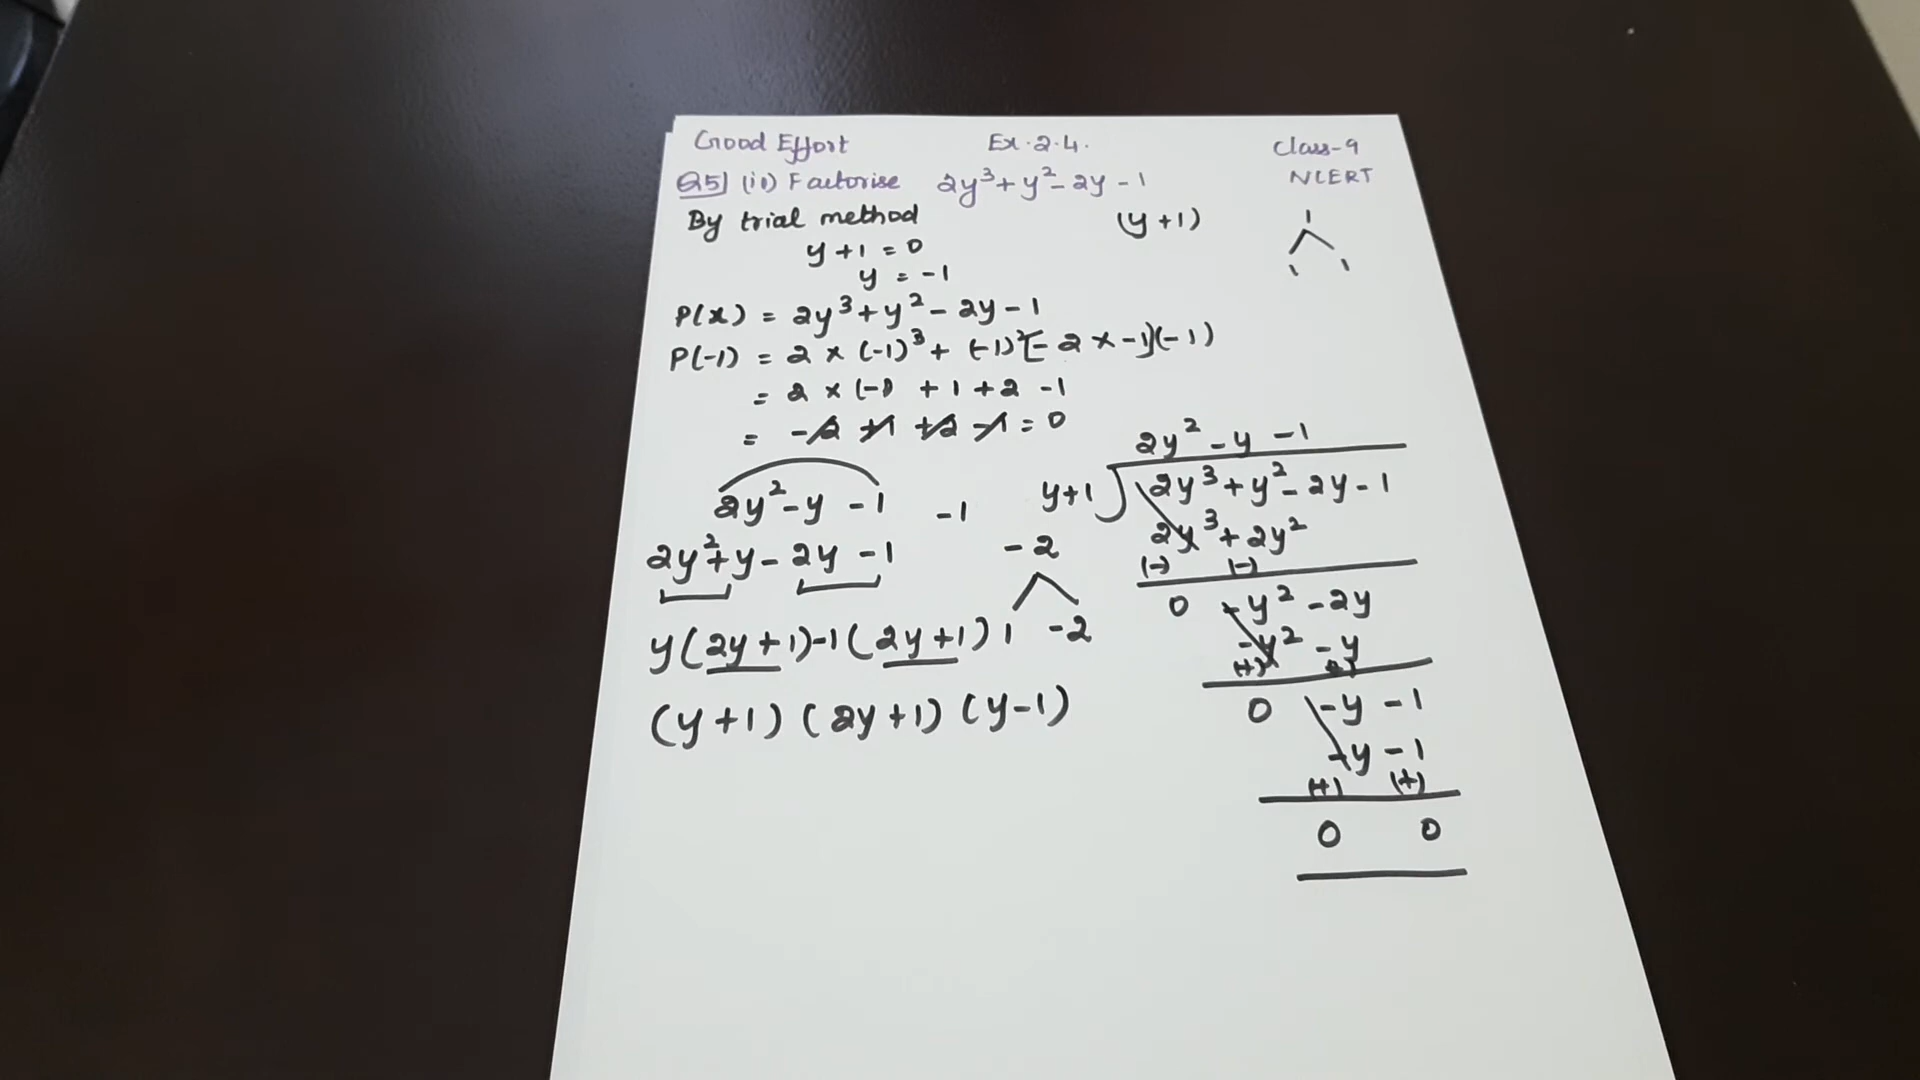 Good Effort Ex.2.4. Class-9
Q5] (iv) Factorise 2y³+y²-2y-1 NCERT
By trial method (y+1) 1
y+1=0 1 1
y = -1
P(x) = 2y³+y²-2y-1
P(-1) = 2×(-1)³+(-1)²[-2×-1](-1)
= 2×(-1)+1+2-1
= -2+1+2-1=0
2y²-y-1 -1
2y²+y-2y-1 -2
y(2y+1)-1(2y+1) 1 -2
(y+1)(2y+1)(y-1)
2y²-y-1
y+1) 2y³+y²-2y-1
2y³+2y²
(-) (-)
0 -y²-2y
-y²-y
(+) (+)
0 -y-1
-y-1
(+) (+)
0 0